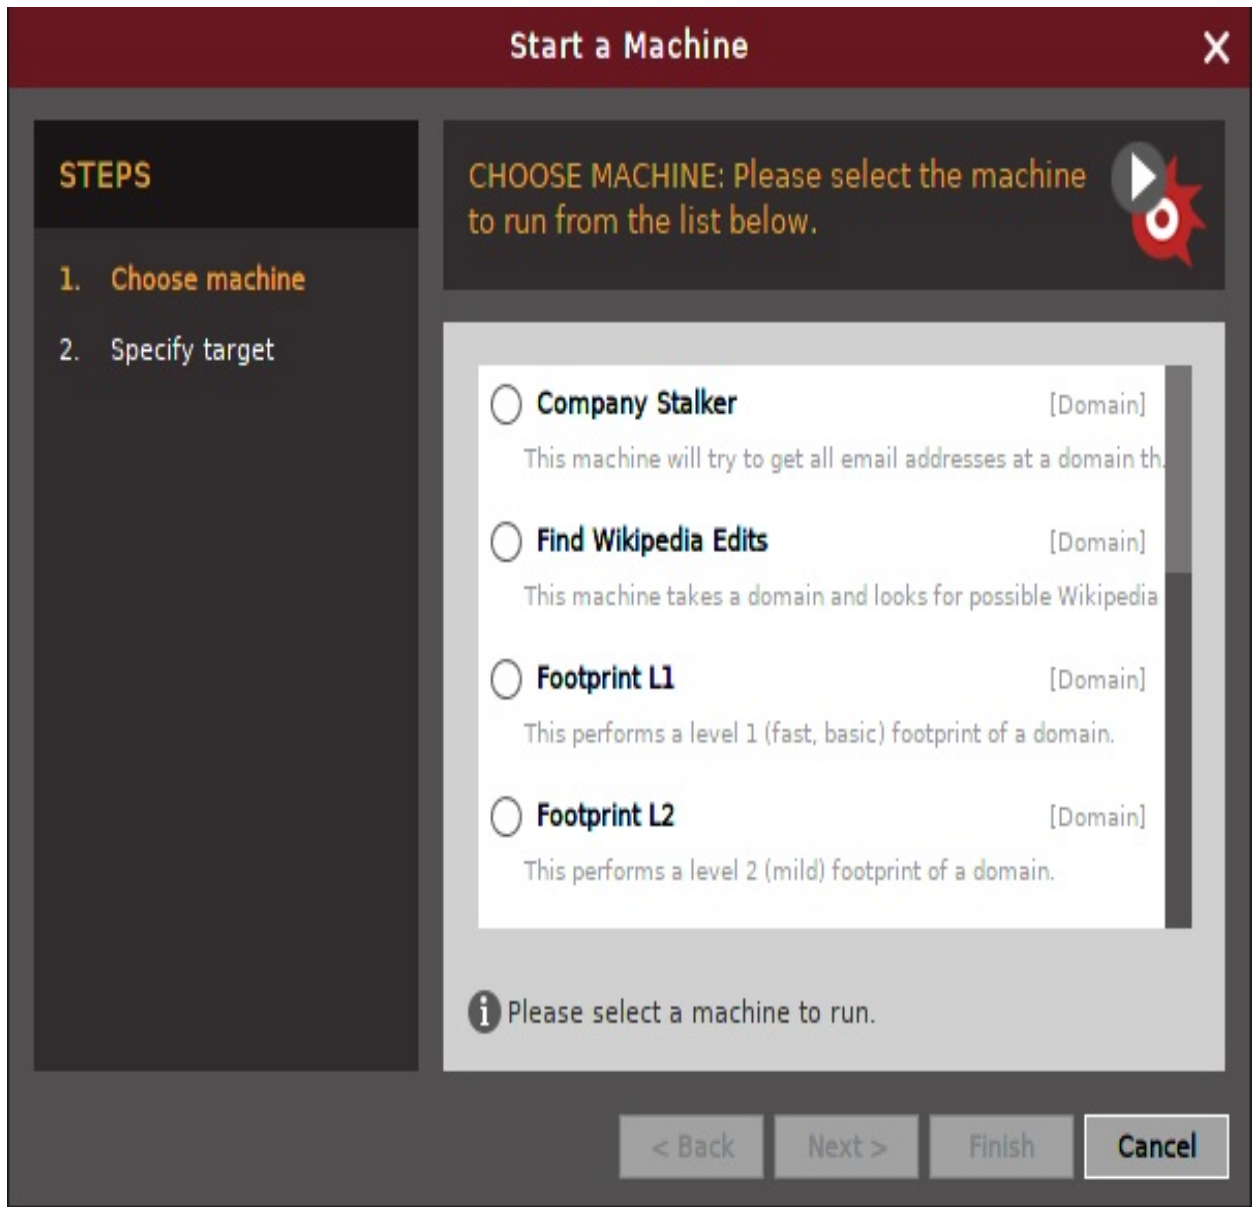 Start a Machine
X
STEPS
1. Choose machine
2. Specify target
CHOOSE MACHINE: Please select the machine
to run from the list below.
Company Stalker [Domain]
This machine will try to get all email addresses at a domain th.
Find Wikipedia Edits [Domain]
This machine takes a domain and looks for possible Wikipedia
Footprint L1 [Domain]
This performs a level 1 (fast, basic) footprint of a domain.
Footprint L2 [Domain]
This performs a level 2 (mild) footprint of a domain.
i Please select a machine to run.
< Back Next > Finish Cancel